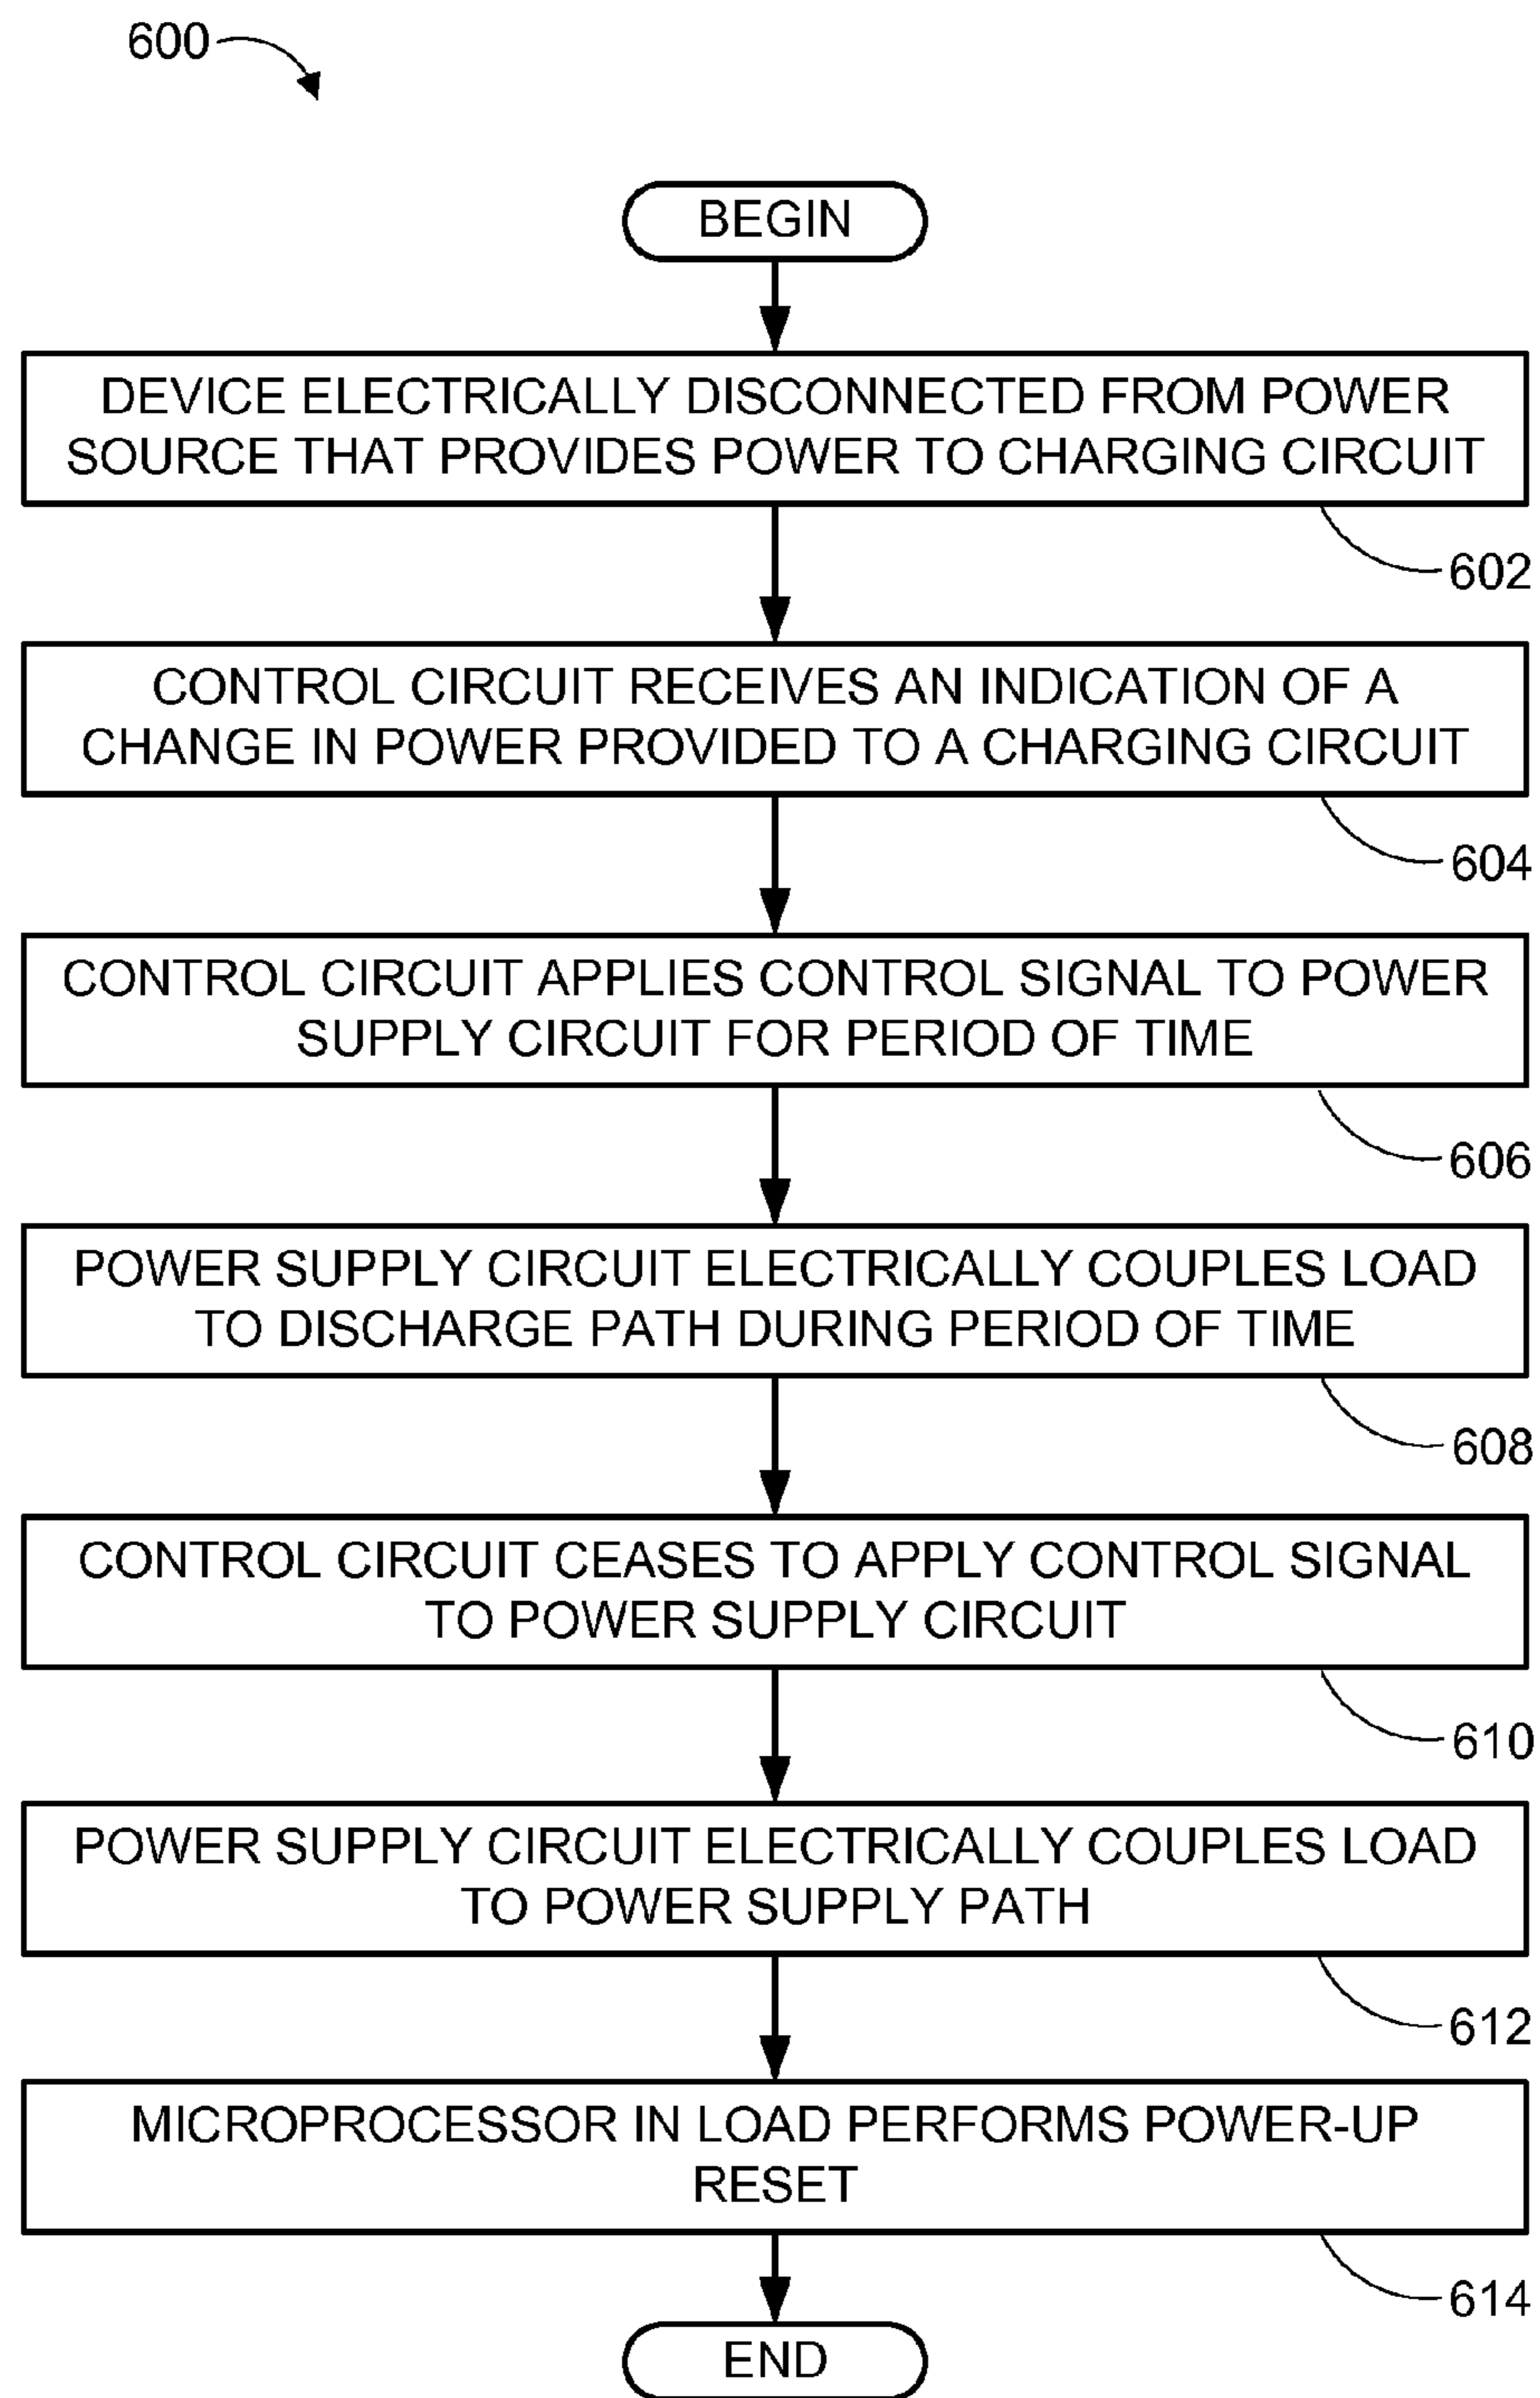 600
BEGIN
DEVICE ELECTRICALLY DISCONNECTED FROM POWER
SOURCE THAT PROVIDES POWER TO CHARGING CIRCUIT
602
CONTROL CIRCUIT RECEIVES AN INDICATION OF A
CHANGE IN POWER PROVIDED TO A CHARGING CIRCUIT
604
CONTROL CIRCUIT APPLIES CONTROL SIGNAL TO POWER
SUPPLY CIRCUIT FOR PERIOD OF TIME
606
POWER SUPPLY CIRCUIT ELECTRICALLY COUPLES LOAD
TO DISCHARGE PATH DURING PERIOD OF TIME
608
CONTROL CIRCUIT CEASES TO APPLY CONTROL SIGNAL
TO POWER SUPPLY CIRCUIT
610
POWER SUPPLY CIRCUIT ELECTRICALLY COUPLES LOAD
TO POWER SUPPLY PATH
612
MICROPROCESSOR IN LOAD PERFORMS POWER-UP
RESET
614
END